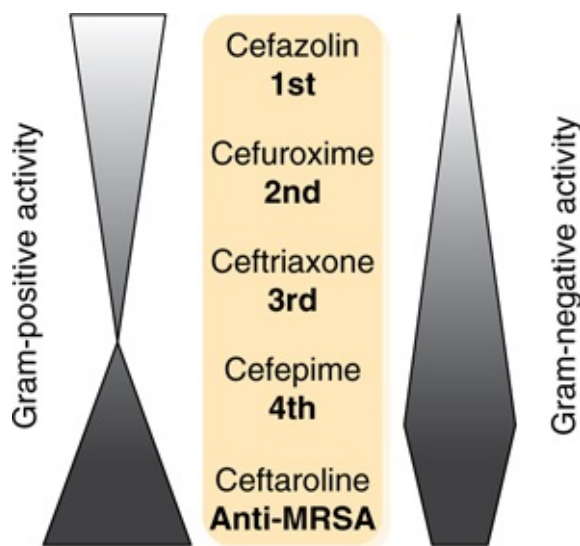 Gram-positive activity
Cefazolin
1st
Cefuroxime
2nd
Ceftriaxone
3rd
Cefepime
4th
Ceftaroline
Anti-MRSA
Gram-negative activity